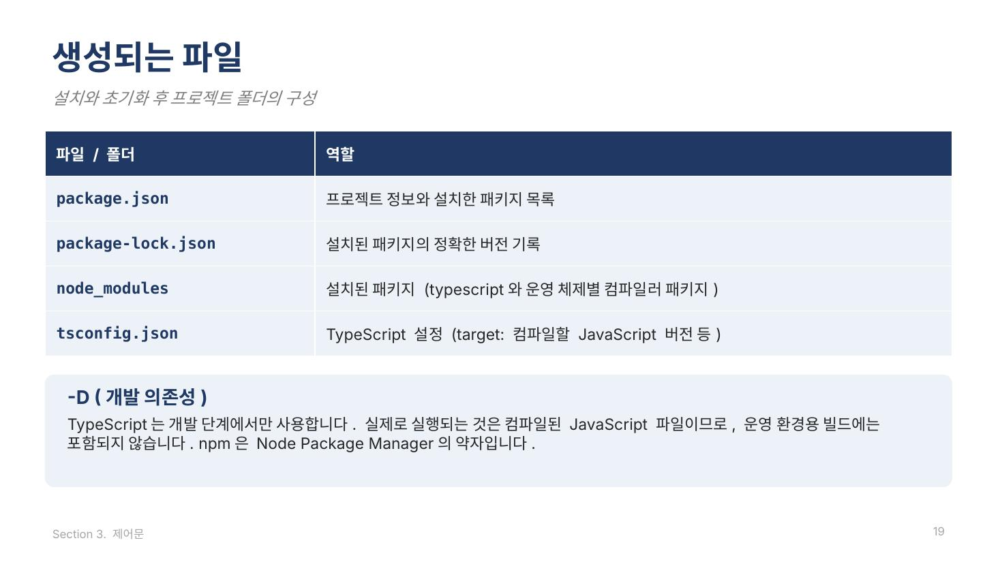 생성되는 파일
설치와 초기화 후 프로젝트 폴더의 구성
파일 / 폴더 역할
package.json 프로젝트 정보와 설치한 패키지 목록
package-lock.json 설치된 패키지의 정확한 버전 기록
node_modules 설치된 패키지 (typescript 와 운영 체제별 컴파일러 패키지 )
tsconfig.json TypeScript 설정 (target: 컴파일할 JavaScript 버전 등 )
-D ( 개발 의존성 )
TypeScript 는 개발 단계에서만 사용합니다 . 실제로 실행되는 것은 컴파일된 JavaScript 파일이므로 , 운영 환경용 빌드에는
포함되지 않습니다 . npm 은 Node Package Manager 의 약자입니다 .
Section 3. 제어문
19